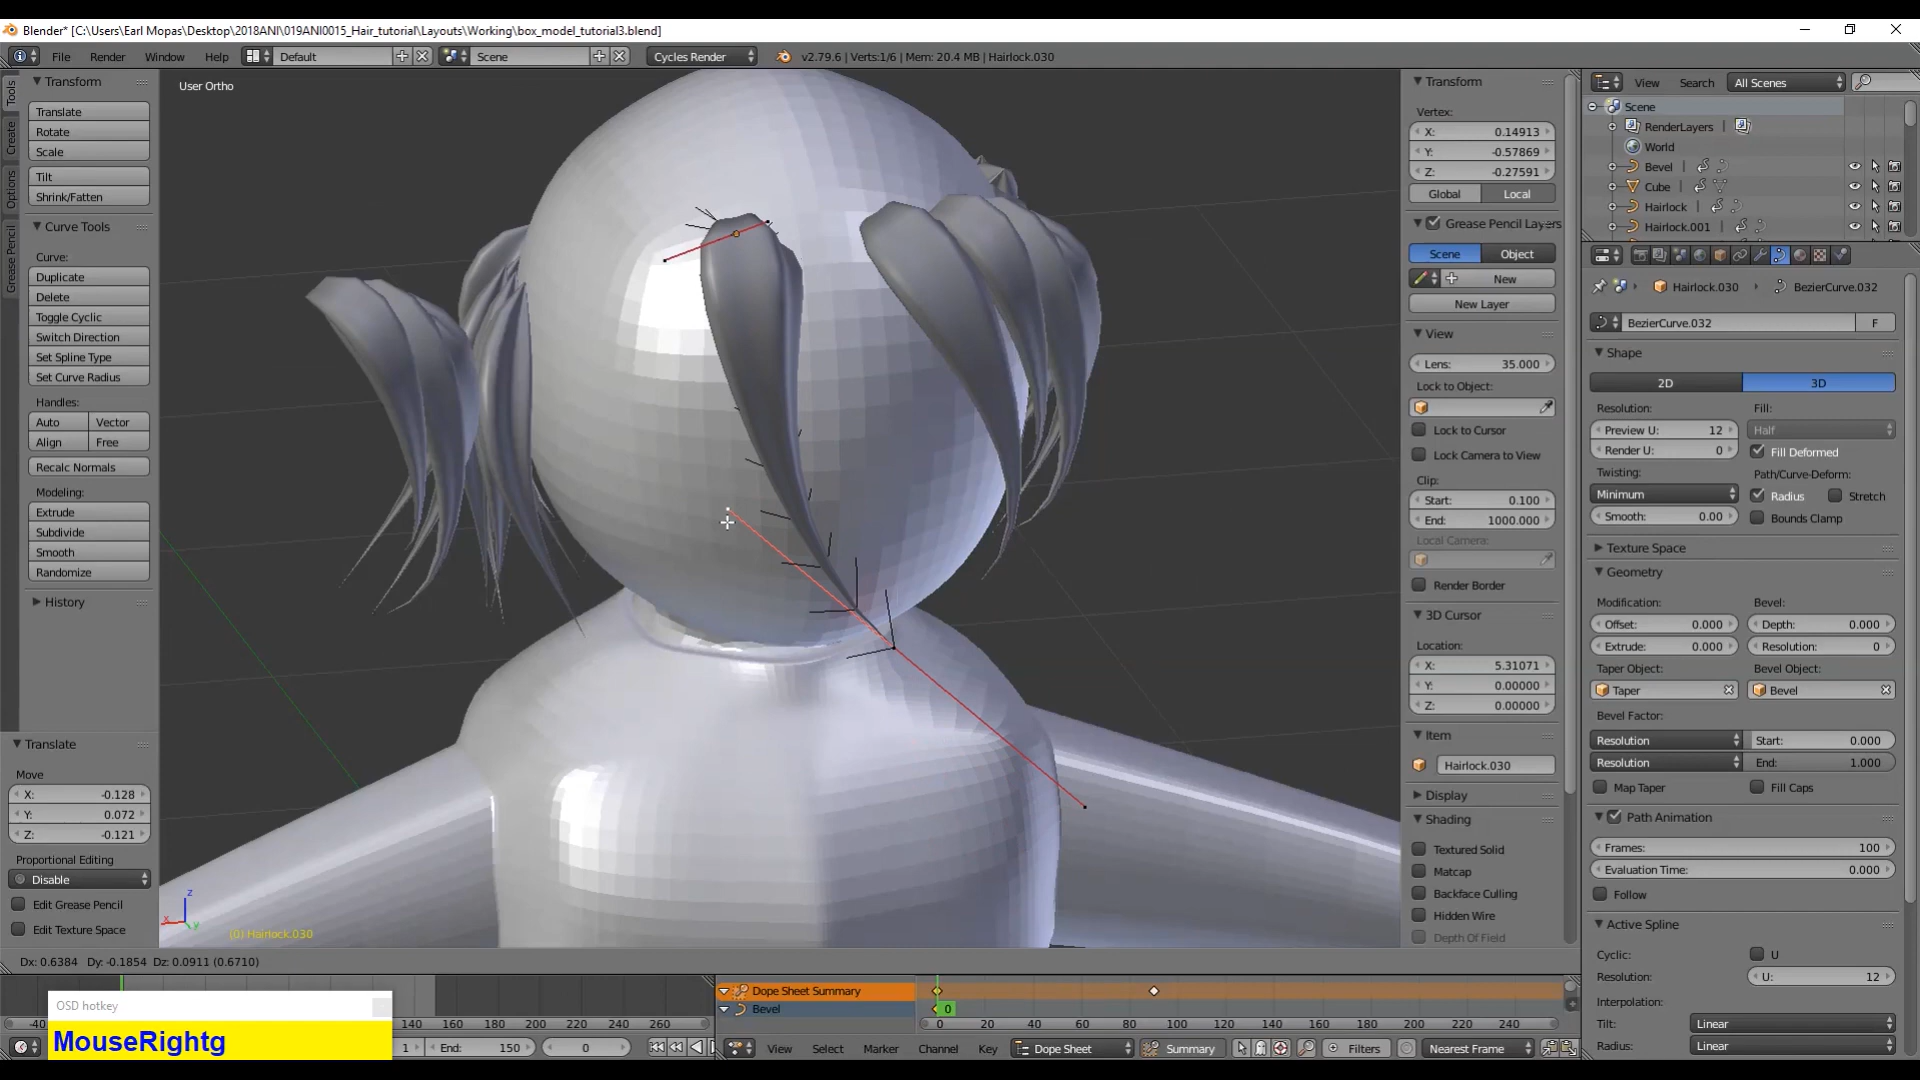 Blender* [C:\Users\Earl Mopas\Desktop\2018ANI\019ANI0015_Hair_tutorial\Layouts\Working\box_model_tutorial3.blend]
File Render Window Help Default Scene Cycles Render v2.79.6 | Verts:1/6 | Mem: 20.4 MB | Hairlock.030
Tools
Create
Options
Grease Pencil
Transform
Translate
Rotate
Scale
Tilt
Shrink/Fatten
Curve Tools
Curve:
Duplicate
Delete
Toggle Cyclic
Switch Direction
Set Spline Type
Set Curve Radius
Handles:
Auto Vector
Align Free
Recalc Normals
Modeling:
Extrude
Subdivide
Smooth
Randomize
History
Translate
Move
X: -0.128
Y: 0.072
Z: -0.121
Proportional Editing
Disable
Edit Grease Pencil
Edit Texture Space
User Ortho
z
x
y
(0) Hairlock.030
Dx: 0.6384 Dy: -0.1854 Dz: 0.0911 (0.6710)
Transform
Vertex:
X: 0.14913
Y: -0.57869
Z: -0.27591
Global Local
Grease Pencil Layers
Scene Object
New
New Layer
View
Lens: 35.000
Lock to Object:
Lock to Cursor
Lock Camera to View
Clip:
Start: 0.100
End: 1000.000
Local Camera:
Render Border
3D Cursor
Location:
X: 5.31071
Y: 0.00000
Z: 0.00000
Item
Hairlock.030
Display
Shading
Textured Solid
Matcap
Backface Culling
Hidden Wire
Depth Of Field
View Search All Scenes
Scene
RenderLayers |
World
Bevel |
Cube |
Hairlock |
Hairlock.001 |
Hairlock.030 BezierCurve.032
BezierCurve.032 F
Shape
2D 3D
Resolution: Fill:
Preview U: 12 Half
Render U: 0 Fill Deformed
Twisting: Path/Curve-Deform:
Minimum Radius Stretch
Smooth: 0.00 Bounds Clamp
Texture Space
Geometry
Modification: Bevel:
Offset: 0.000 Depth: 0.000
Extrude: 0.000 Resolution: 0
Taper Object: Bevel Object:
Taper Bevel
Bevel Factor:
Resolution Start: 0.000
Resolution End: 1.000
Map Taper Fill Caps
Path Animation
Frames: 100
Evaluation Time: 0.000
Follow
Active Spline
Cyclic: U
Resolution: U: 12
Interpolation:
Tilt: Linear
Radius: Linear
OSD hotkey
MouseRightg
-40 140 160 180 200 220 240 260
1 End: 150 0
Dope Sheet Summary
Bevel
0
0 20 40 60 80 100 120 140 160 180 200 220 240
View Select Marker Channel Key Dope Sheet Summary Filters Nearest Frame